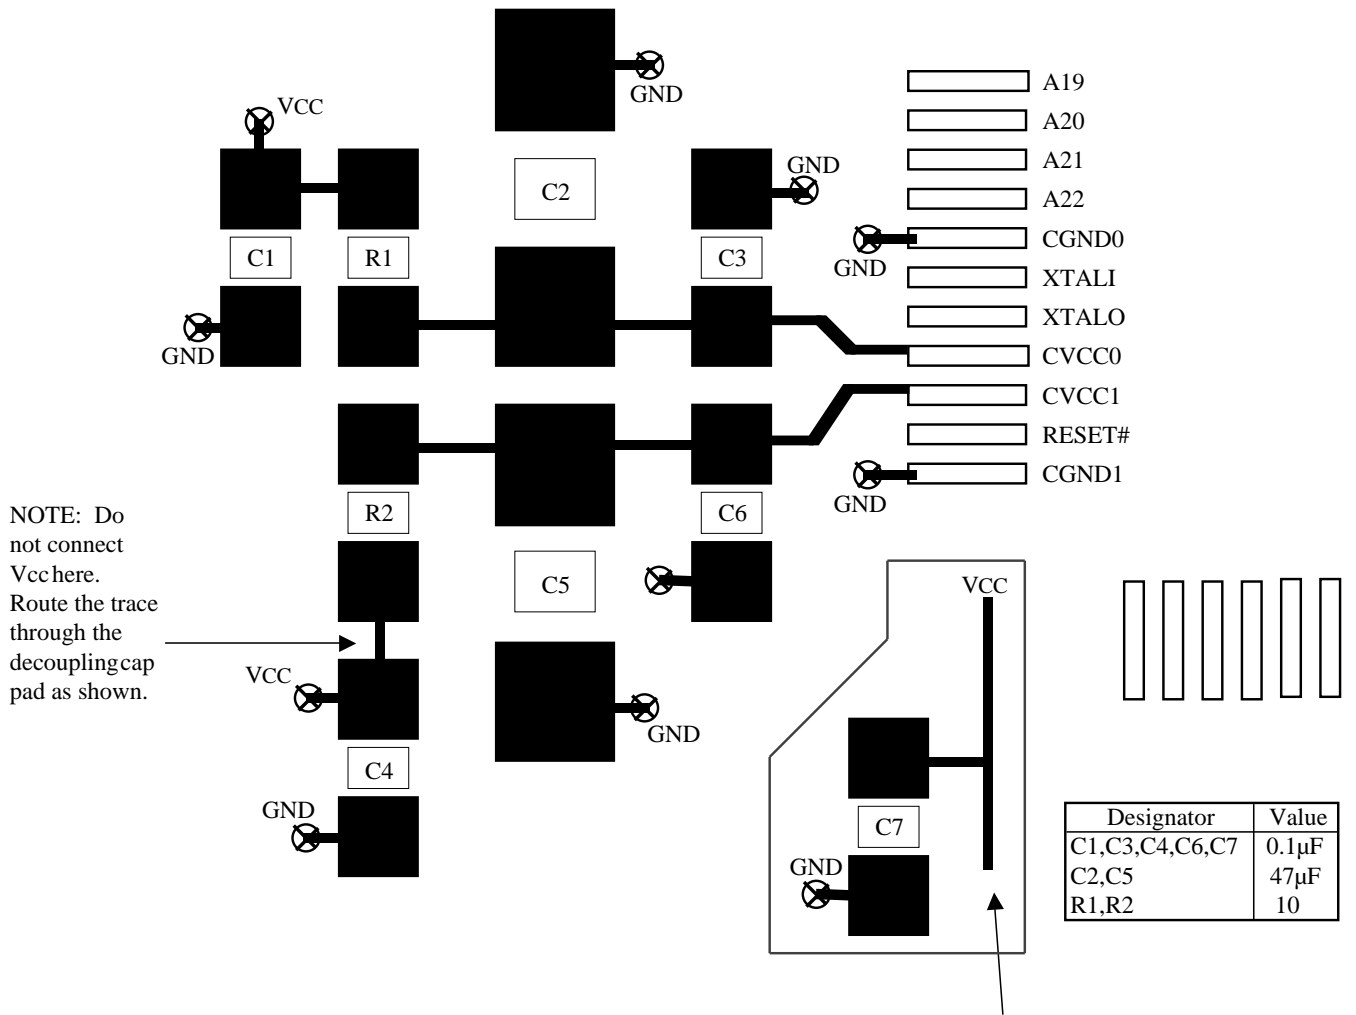 GND
A19
VCC
A20
GND
A21
C2
A22
C1
R1
C3
GND
CGND0
XTALI
GND
XTALO
CVCC0
CVCC1
RESET#
GND
CGND1
NOTE: Do
not connect
Vcc here.
Route the trace
through the
decoupling cap
pad as shown.
R2
C6
C5
VCC
VCC
GND
C4
GND
C7
GND
Designator Value
C1,C3,C4,C6,C7 0.1µF
C2,C5 47µF
R1,R2 10